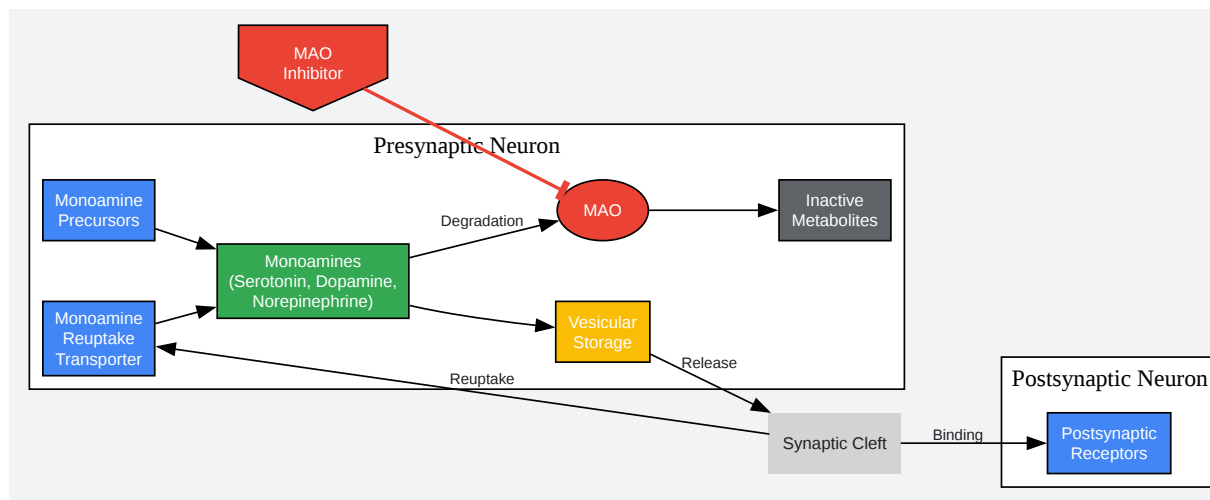 MAO
Inhibitor
Presynaptic Neuron
Monoamine
Precursors
Degradation
MAO
Inactive
Metabolites
Monoamines
(Serotonin, Dopamine,
Norepinephrine)
Monoamine
Reuptake
Transporter
Vesicular
Storage
Release
Reuptake
Postsynaptic Neuron
Synaptic Cleft
Binding
Postsynaptic
Receptors